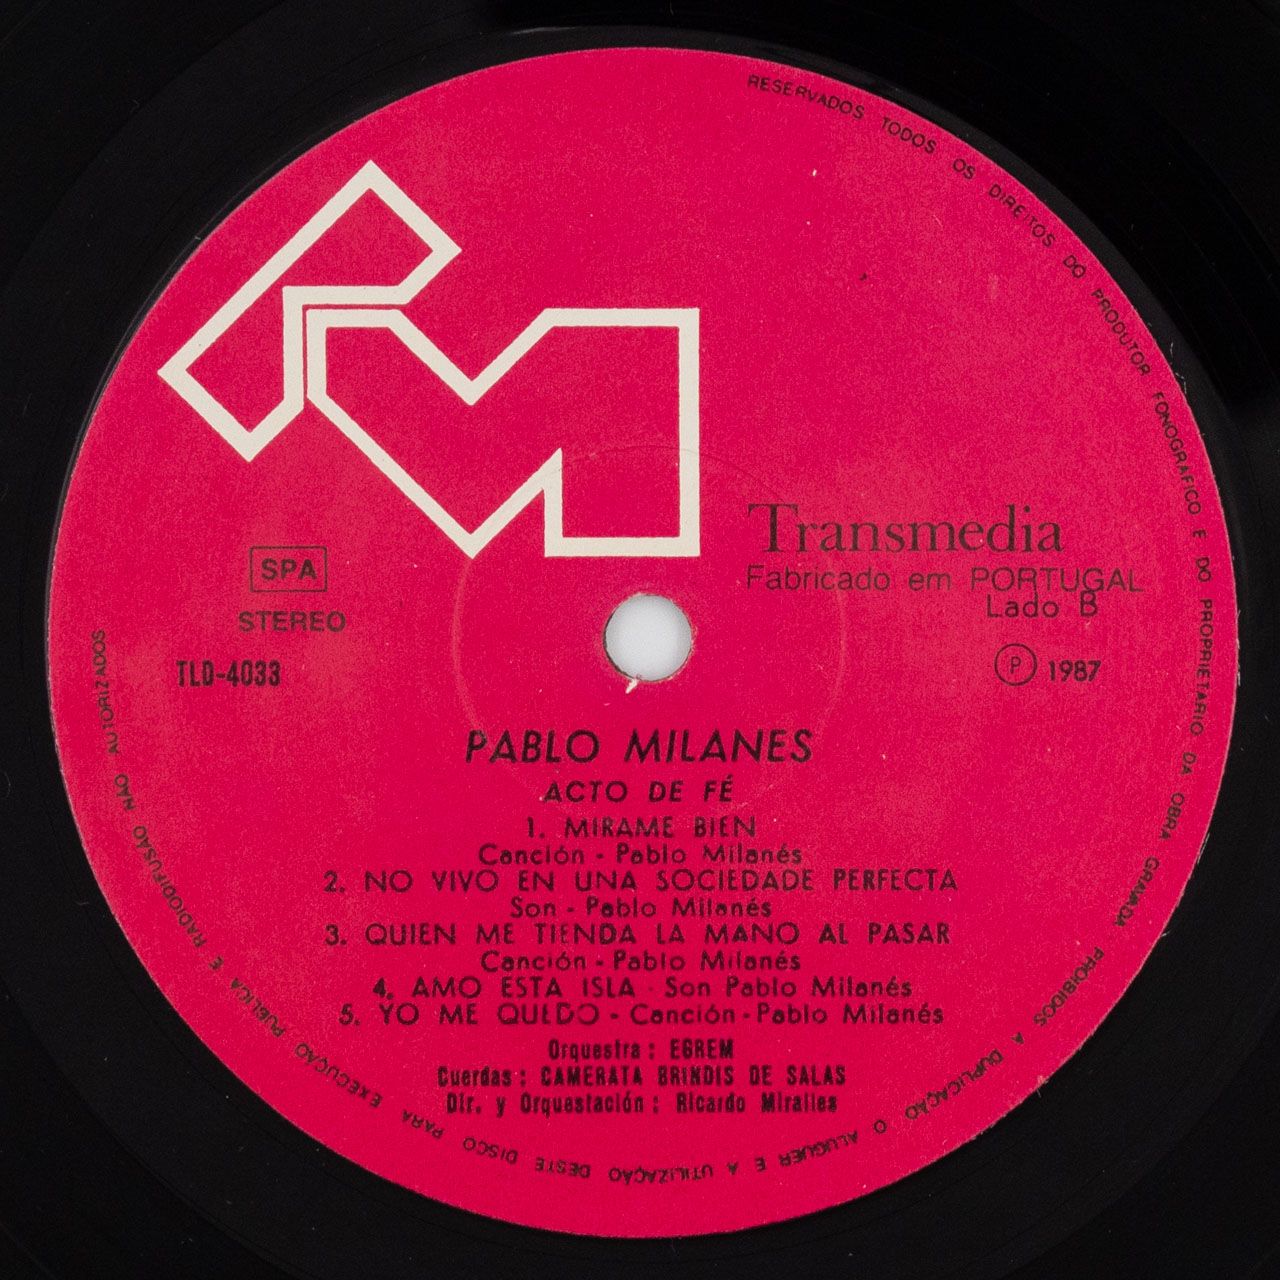 RESERVADOS TODOS OS DIREITOS DO PRODUTOR FONOGRAFICO E DO PROPRIETARIO DA OBRA GRAVADA PROIBIDOS A DUPLICAÇÃO O ALUGUER E A UTILIZAÇÃO DESTE DISCO PARA EXECUÇÃO PUBLICA E RADIODIFUSÃO NÃO AUTORIZADOS
Transmedia
Fabricado em PORTUGAL
Lado B
SPA
STEREO
TLD-4033
Ⓟ 1987
PABLO MILANES
ACTO DE FÉ
1. MIRAME BIEN
Canción - Pablo Milanés
2. NO VIVO EN UNA SOCIEDADE PERFECTA
Son - Pablo Milanés
3. QUIEN ME TIENDA LA MANO AL PASAR
Canción - Pablo Milanés
4. AMO ESTA ISLA - Son Pablo Milanés
5. YO ME QUEDO - Canción - Pablo Milanés
Orquestra : EGREM
Cuerdas : CAMERATA BRINDIS DE SALAS
Dir. y Orquestación : Ricardo Miralles